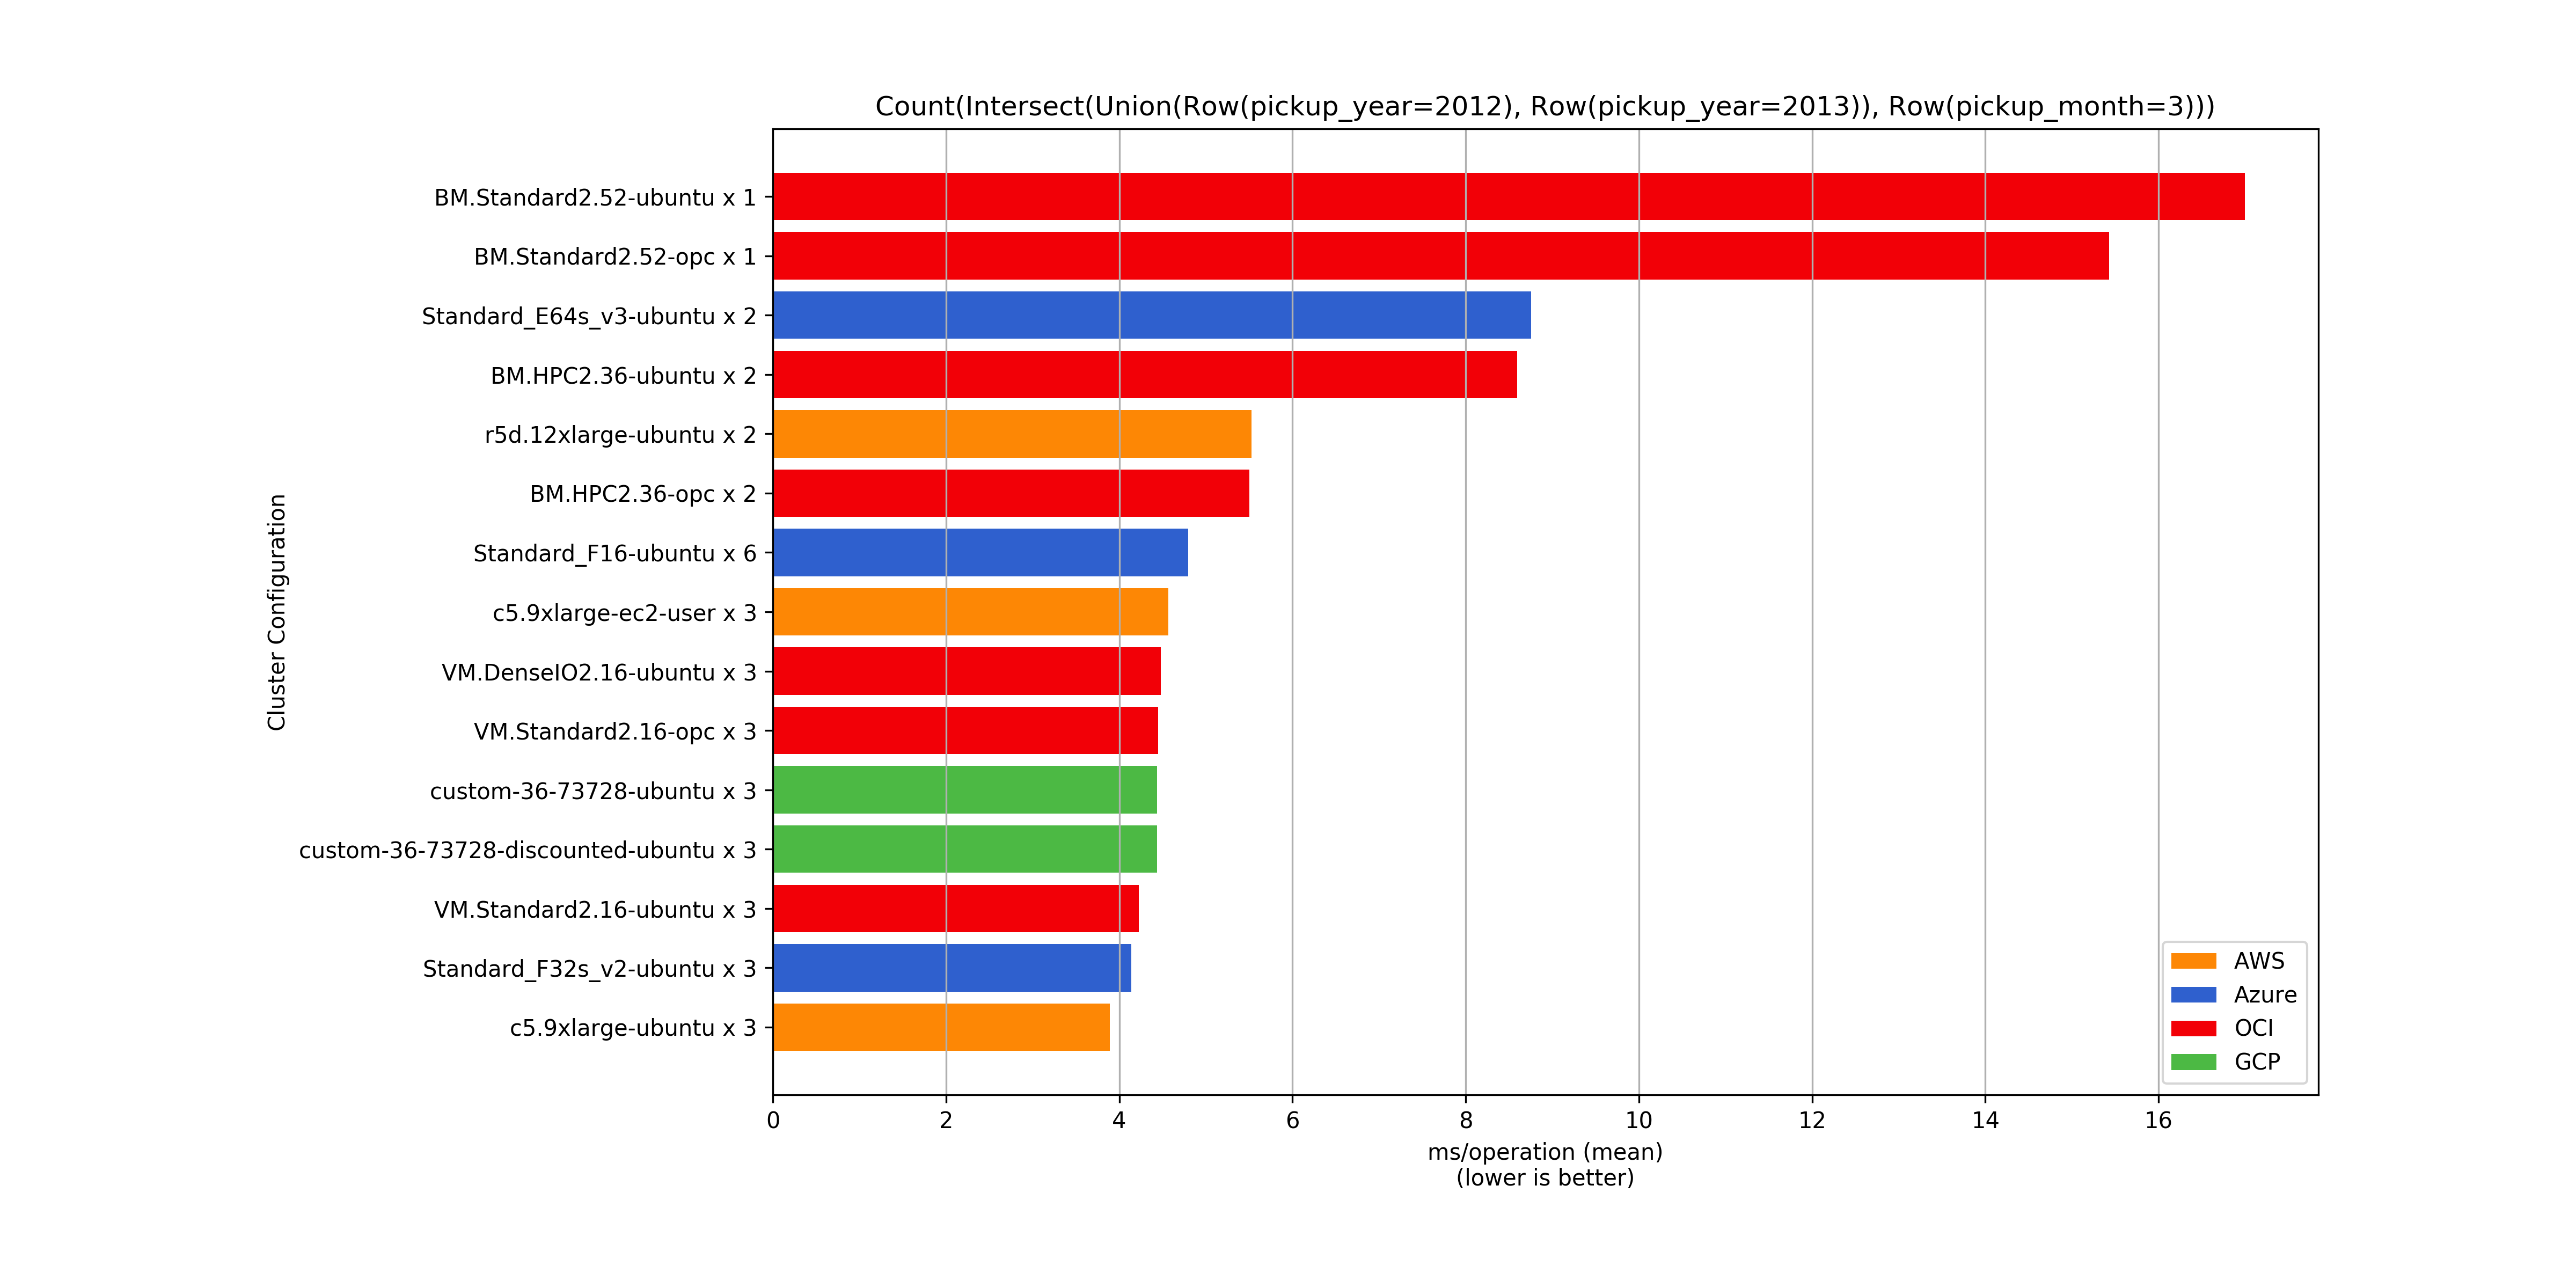 Count(Intersect(Union(Row(pickup_year=2012), Row(pickup_year=2013)), Row(pickup_month=3)))
Cluster Configuration
BM.Standard2.52-ubuntu x 1
BM.Standard2.52-opc x 1
Standard_E64s_v3-ubuntu x 2
BM.HPC2.36-ubuntu x 2
r5d.12xlarge-ubuntu x 2
BM.HPC2.36-opc x 2
Standard_F16-ubuntu x 6
c5.9xlarge-ec2-user x 3
VM.DenseIO2.16-ubuntu x 3
VM.Standard2.16-opc x 3
custom-36-73728-ubuntu x 3
custom-36-73728-discounted-ubuntu x 3
VM.Standard2.16-ubuntu x 3
Standard_F32s_v2-ubuntu x 3
c5.9xlarge-ubuntu x 3
AWS
Azure
OCI
GCP
0 2 4 6 8 10 12 14 16
ms/operation (mean)
(lower is better)